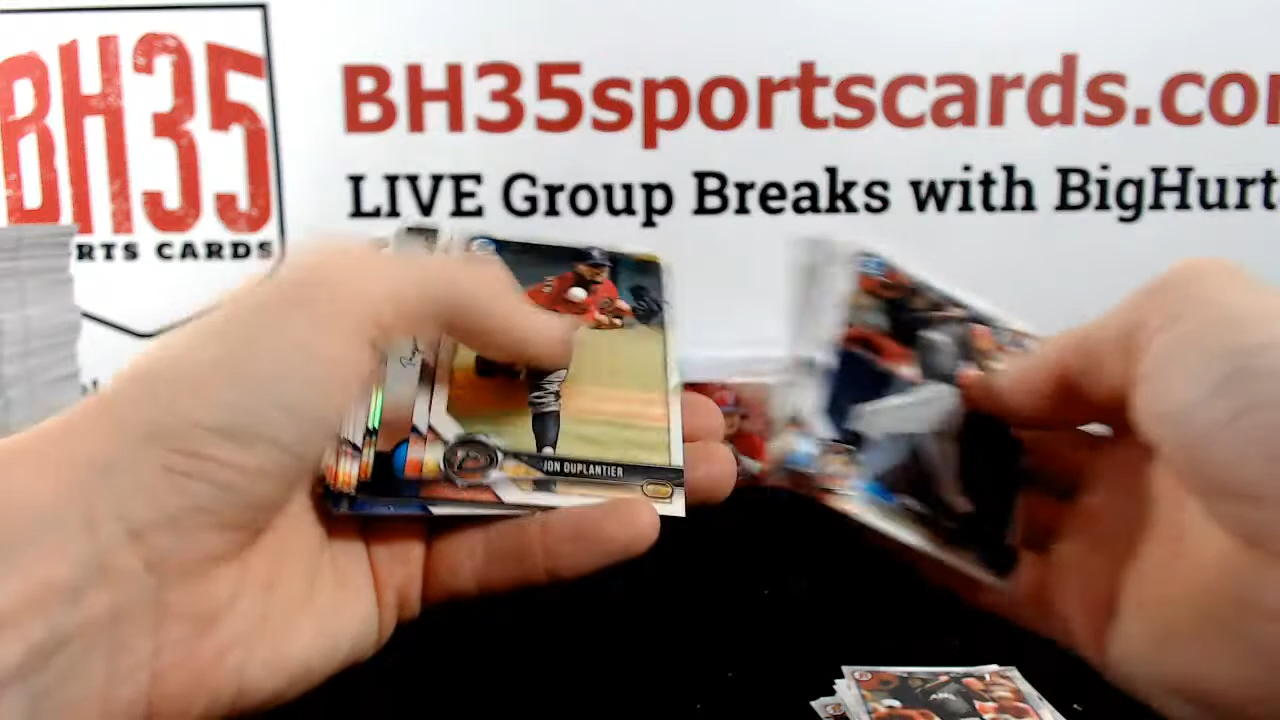 BH35
RTS CARDS
BH35sportscards.co
LIVE Group Breaks with BigHurt
JON DUPLANTIER